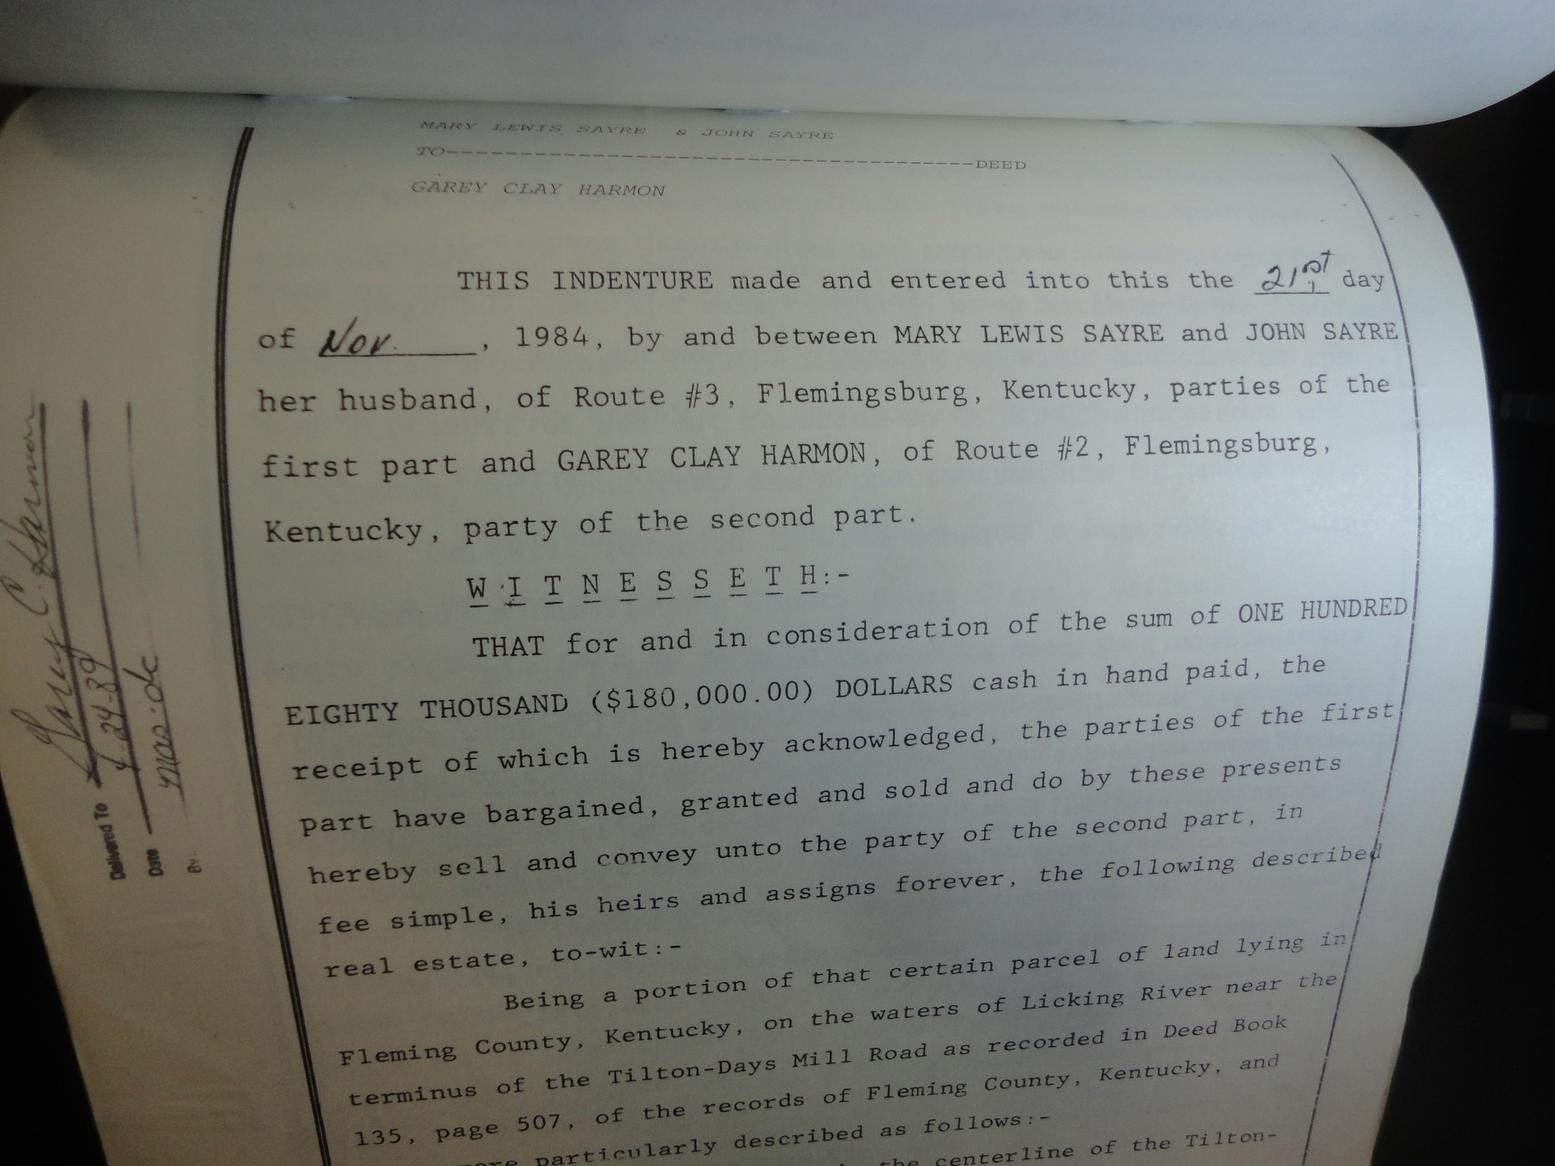 MARY LEWIS SAYRE & JOHN SAYRE
TO------------------------------------DEED
GAREY CLAY HARMON
THIS INDENTURE made and entered into this the 21st day
of Nov. , 1984, by and between MARY LEWIS SAYRE and JOHN SAYRE
her husband, of Route #3, Flemingsburg, Kentucky, parties of the
first part and GAREY CLAY HARMON, of Route #2, Flemingsburg,
Kentucky, party of the second part.
W I T N E S S E T H:-
THAT for and in consideration of the sum of ONE HUNDRED
EIGHTY THOUSAND ($180,000.00) DOLLARS cash in hand paid, the
receipt of which is hereby acknowledged, the parties of the first
part have bargained, granted and sold and do by these presents
hereby sell and convey unto the party of the second part, in
fee simple, his heirs and assigns forever, the following described
real estate, to-wit:-
Being a portion of that certain parcel of land lying in
Fleming County, Kentucky, on the waters of Licking River near the
terminus of the Tilton-Days Mill Road as recorded in Deed Book
135, page 507, of the records of Fleming County, Kentucky, and
particularly described as follows:-
the centerline of the Tilton-
Delivered To Garey C. Harmon
Date
By